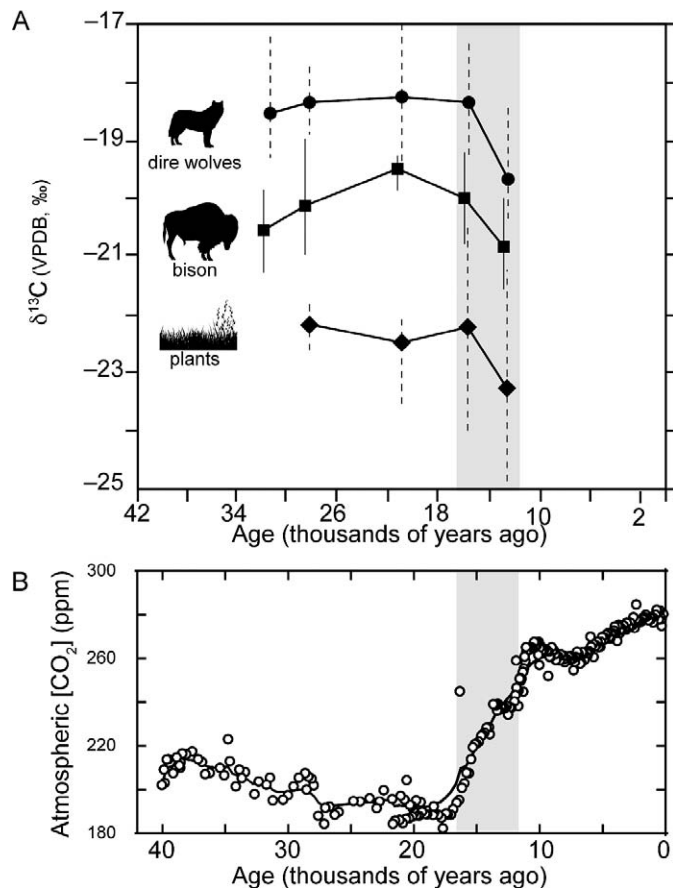 A
−17
−19
−21
−23
−25
δ¹³C (VPDB, ‰)
dire wolves
bison
plants
42 34 26 18 10 2
Age (thousands of years ago)
B
300
260
220
180
Atmospheric [CO₂] (ppm)
40 30 20 10 0
Age (thousands of years ago)